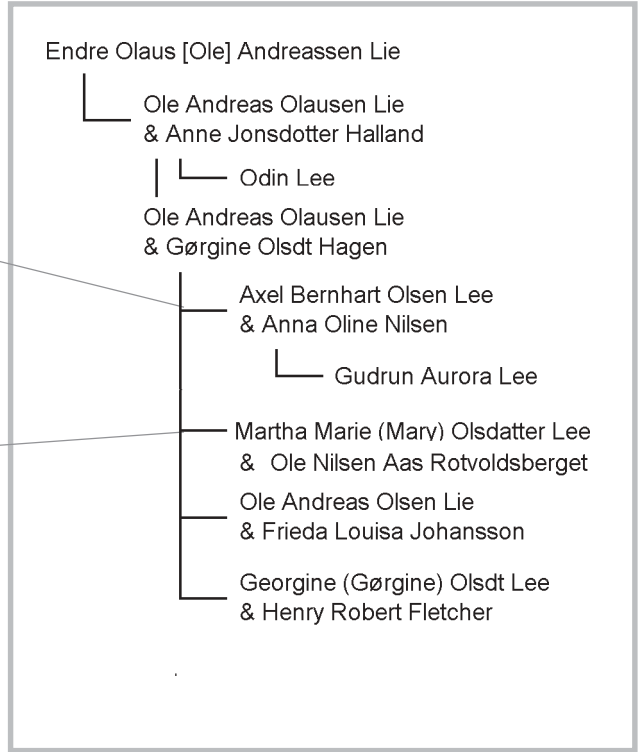 Endre Olaus [Ole] Andreassen Lie
Ole Andreas Olausen Lie
& Anne Jonsdotter Halland
Odin Lee
Ole Andreas Olausen Lie
& Gørgine Olsdt Hagen
Axel Bernhart Olsen Lee
& Anna Oline Nilsen
Gudrun Aurora Lee
Martha Marie (Mary) Olsdatter Lee
& Ole Nilsen Aas Rotvoldsberget
Ole Andreas Olsen Lie
& Frieda Louisa Johansson
Georgine (Gørgine) Olsdt Lee
& Henry Robert Fletcher